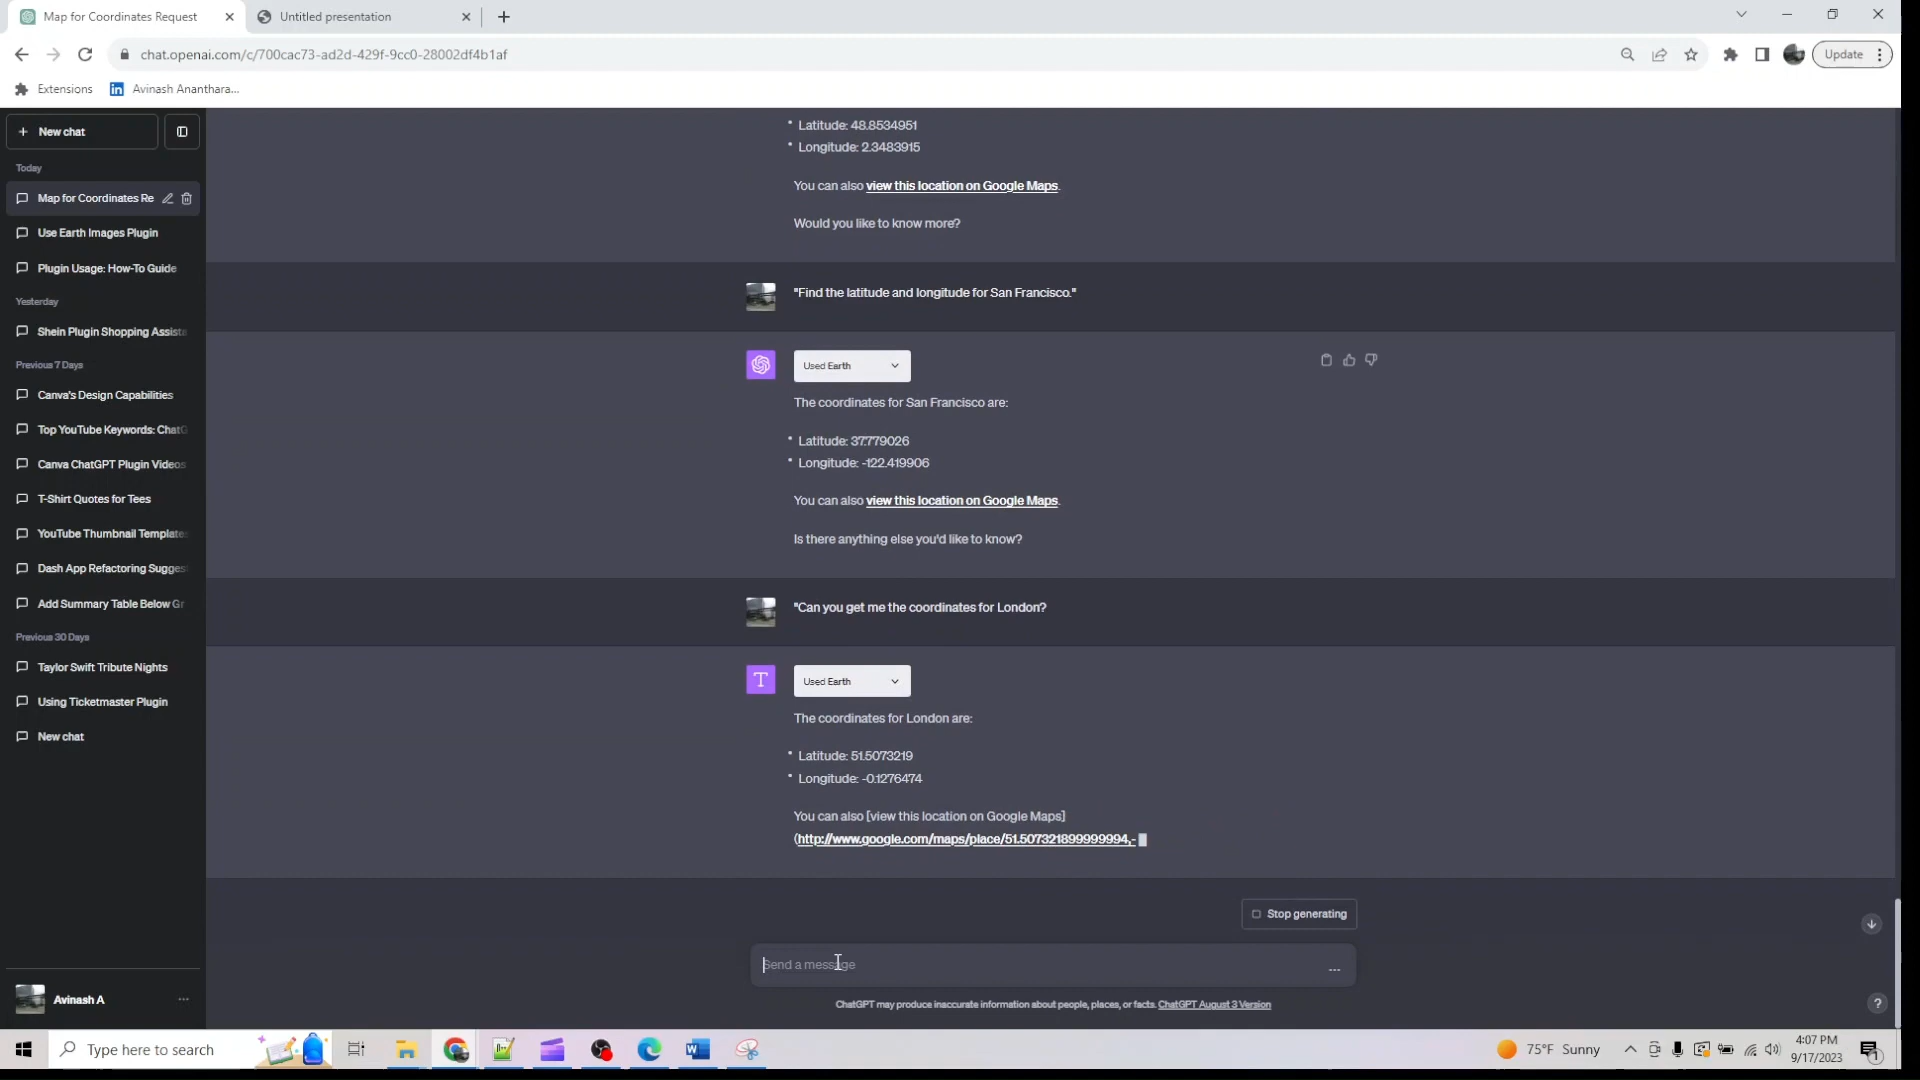 Map for Coordinates Request
Untitled presentation
chat.openai.com/c/700cac73-ad2d-429f-9cc0-28002df4b1af
Update
Extensions
Avinash Ananthara...
New chat
Today
Map for Coordinates Re
Use Earth Images Plugin
Plugin Usage: How-To Guide
Yesterday
Shein Plugin Shopping Assista
Previous 7 Days
Canva's Design Capabilities
Top YouTube Keywords: ChatG
Canva ChatGPT Plugin Videos
T-Shirt Quotes for Tees
YouTube Thumbnail Templates
Dash App Refactoring Sugges
Add Summary Table Below Gr
Previous 30 Days
Taylor Swift Tribute Nights
Using Ticketmaster Plugin
New chat
Avinash A
Latitude: 48.8534951
Longitude: 2.3483915
You can also view this location on Google Maps.
Would you like to know more?
"Find the latitude and longitude for San Francisco."
Used Earth
The coordinates for San Francisco are:
Latitude: 37.779026
Longitude: -122.419906
You can also view this location on Google Maps.
Is there anything else you'd like to know?
"Can you get me the coordinates for London?
T
Used Earth
The coordinates for London are:
Latitude: 51.5073219
Longitude: -0.1276474
You can also [view this location on Google Maps]
(http://www.google.com/maps/place/51.507321899999994,-
Stop generating
Send a message
ChatGPT may produce inaccurate information about people, places, or facts. ChatGPT August 3 Version
?
Type here to search
75°F Sunny
4:07 PM
9/17/2023
1